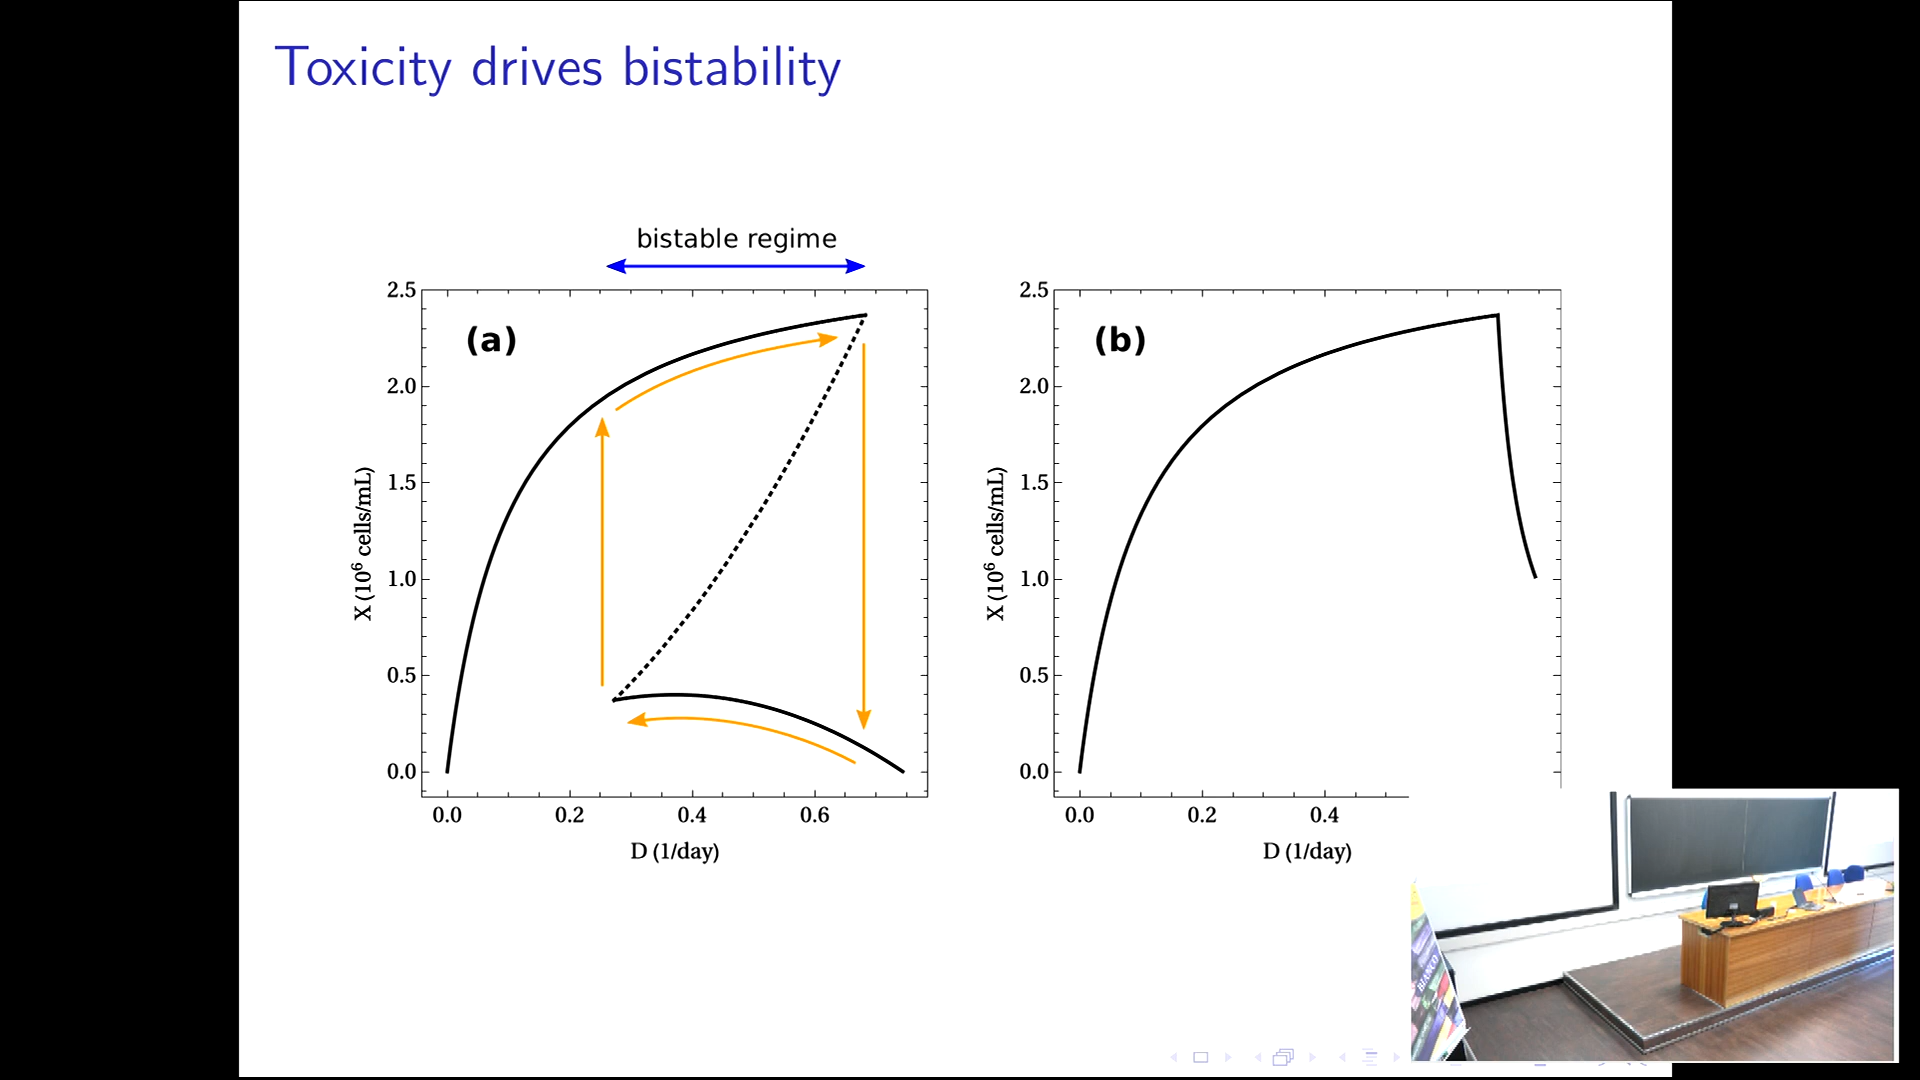 Toxicity drives bistability
bistable regime
(a)
2.5
2.0
1.5
1.0
0.5
0.0
X (10⁶ cells/mL)
0.0 0.2 0.4 0.6
D (1/day)
(b)
2.5
2.0
1.5
1.0
0.5
0.0
X (10⁶ cells/mL)
0.0 0.2 0.4
D (1/day)
BIANCO